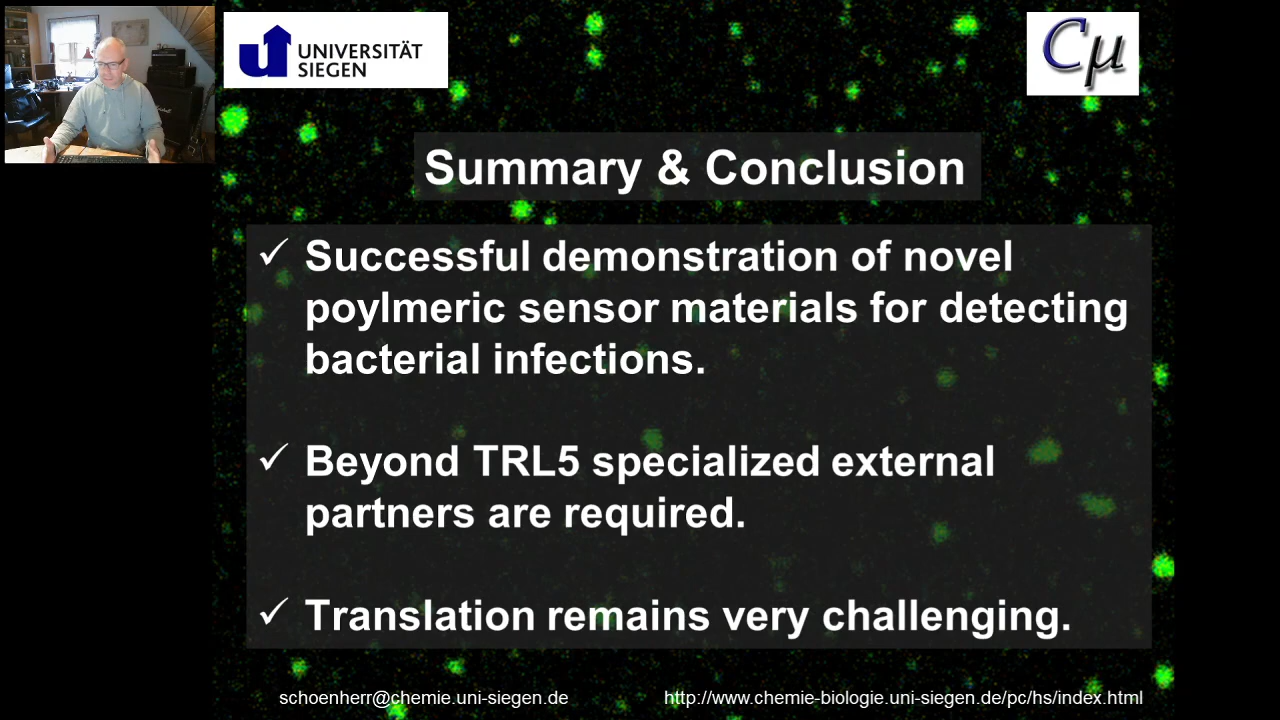 UNIVERSITÄT
SIEGEN
Cμ
Summary & Conclusion
✓ Successful demonstration of novel
poylmeric sensor materials for detecting
bacterial infections.
✓ Beyond TRL5 specialized external
partners are required.
✓ Translation remains very challenging.
schoenherr@chemie.uni-siegen.de
http://www.chemie-biologie.uni-siegen.de/pc/hs/index.html